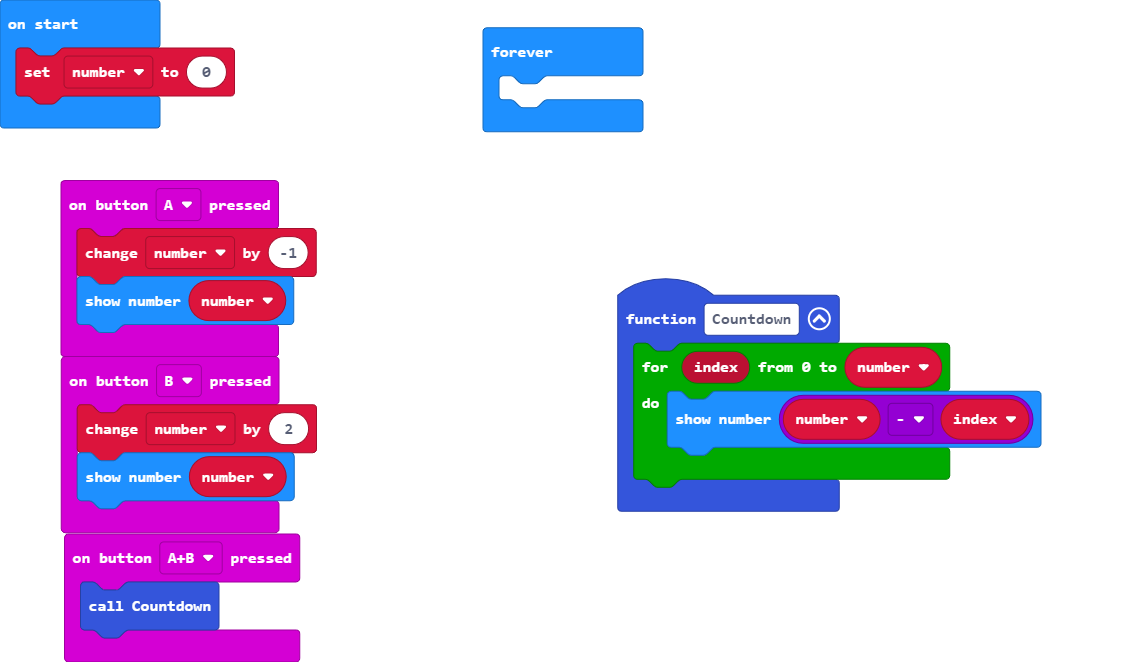 on start
set number to 0
forever
on button A pressed
change number by -1
show number number
on button B pressed
change number by 2
show number number
on button A+B pressed
call Countdown
function Countdown
for index from 0 to number
do show number number - index